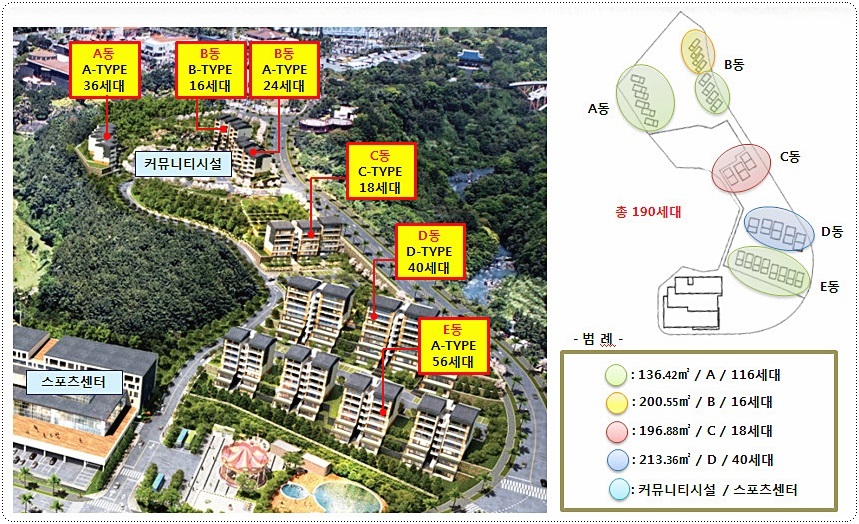 A동
A-TYPE
36세대
B동
B-TYPE
16세대
B동
A-TYPE
24세대
커뮤니티시설
C동
C-TYPE
18세대
D동
D-TYPE
40세대
E동
A-TYPE
56세대
스포츠센터
B동
A동
C동
총 190세대
D동
E동
- 범 례 -
: 136.42㎡ / A / 116세대
: 200.55㎡ / B / 16세대
: 196.88㎡ / C / 18세대
: 213.36㎡ / D / 40세대
: 커뮤니티시설 / 스포츠센터